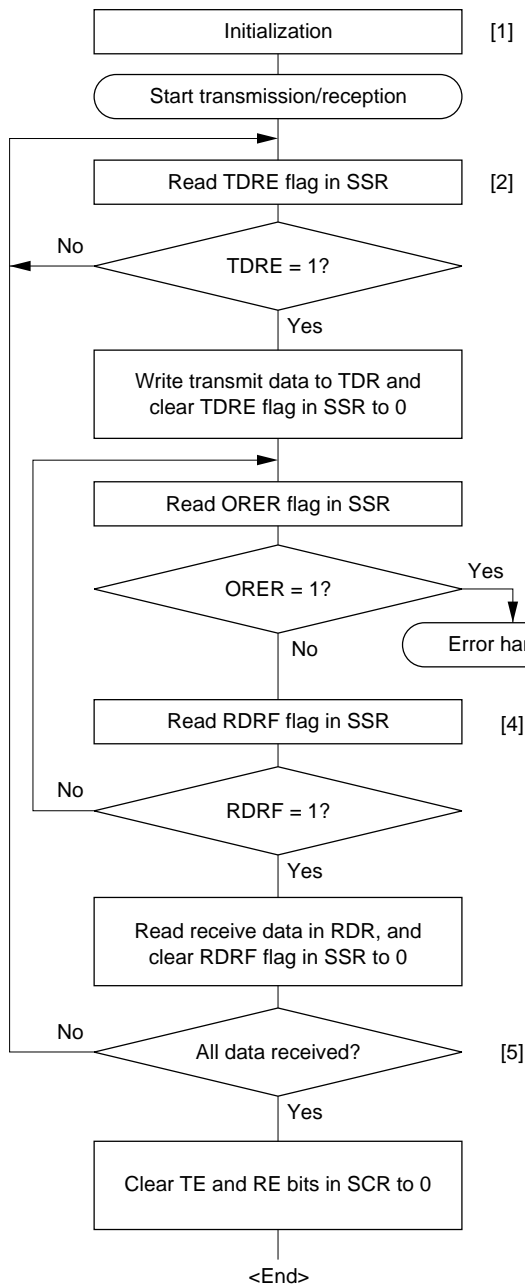 Initialization [1]
Start transmission/reception
Read TDRE flag in SSR [2]
No
TDRE = 1?
Yes
Write transmit data to TDR and
clear TDRE flag in SSR to 0
Read ORER flag in SSR
Yes
ORER = 1?
No
Error har
Read RDRF flag in SSR [4]
No
RDRF = 1?
Yes
Read receive data in RDR, and
clear RDRF flag in SSR to 0
No
All data received? [5]
Yes
Clear TE and RE bits in SCR to 0
<End>